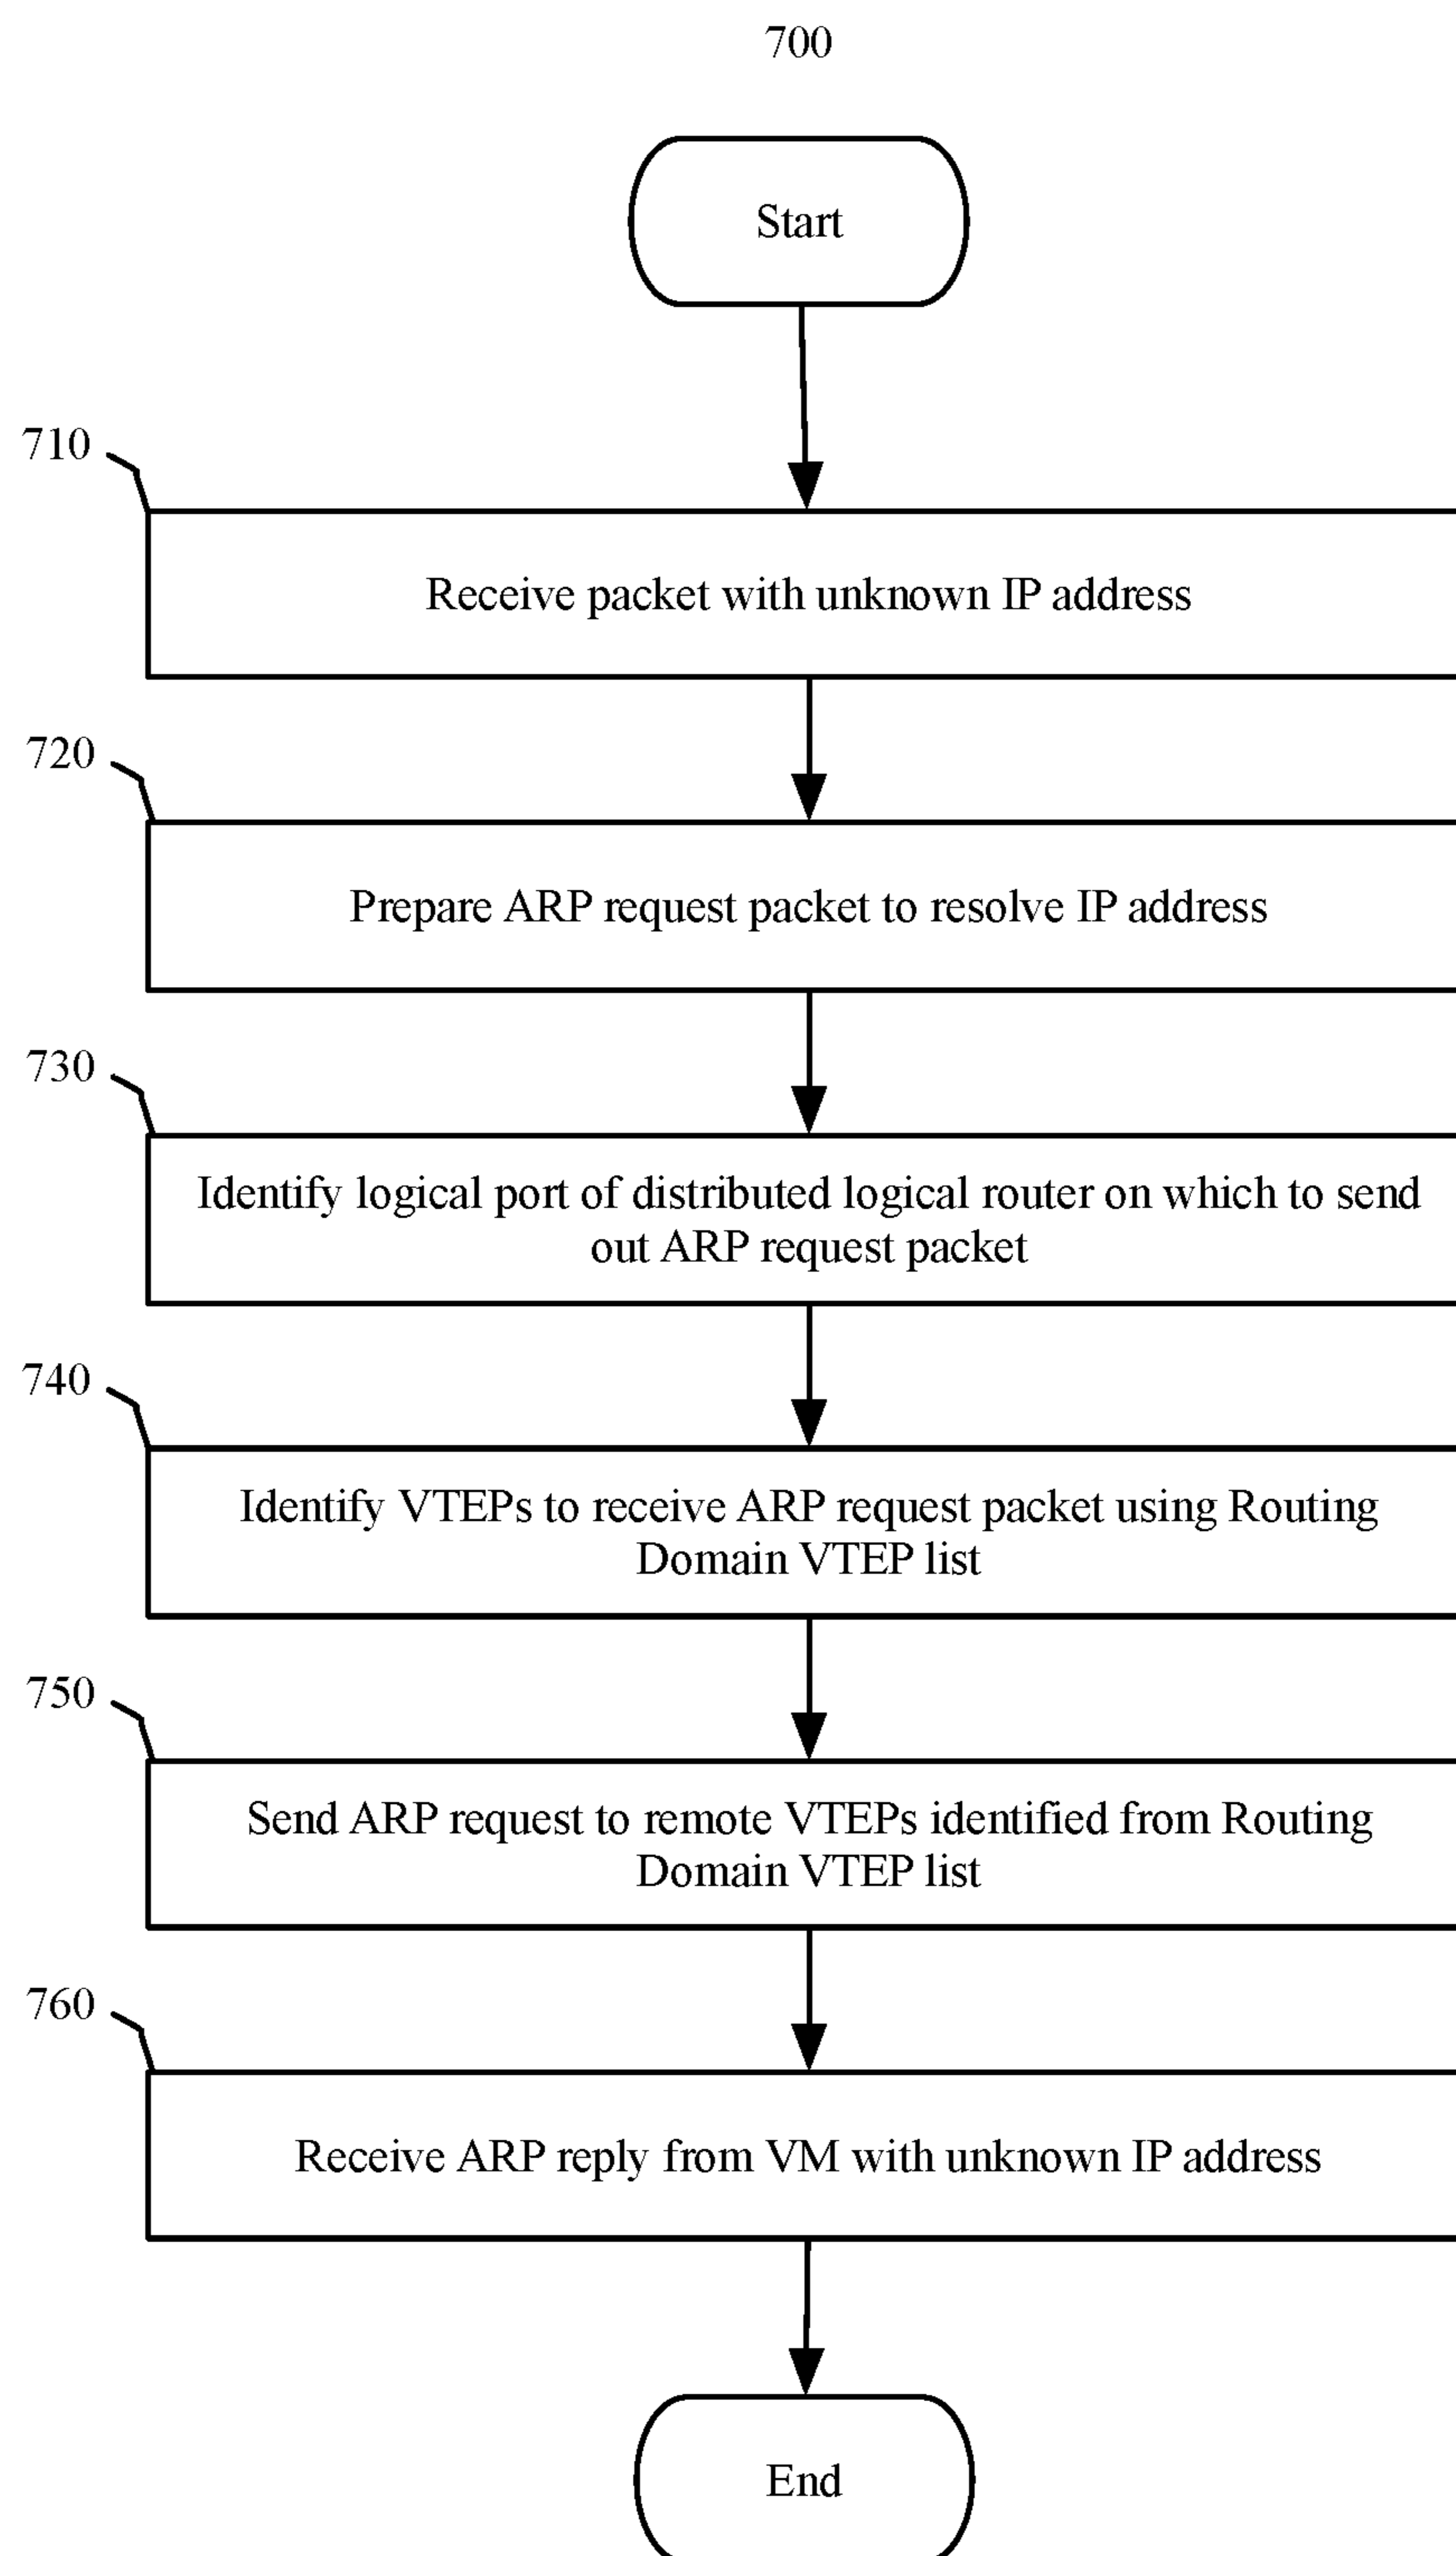 700
Start
710
Receive packet with unknown IP address
720
Prepare ARP request packet to resolve IP address
730
Identify logical port of distributed logical router on which to send
out ARP request packet
740
Identify VTEPs to receive ARP request packet using Routing
Domain VTEP list
750
Send ARP request to remote VTEPs identified from Routing
Domain VTEP list
760
Receive ARP reply from VM with unknown IP address
End